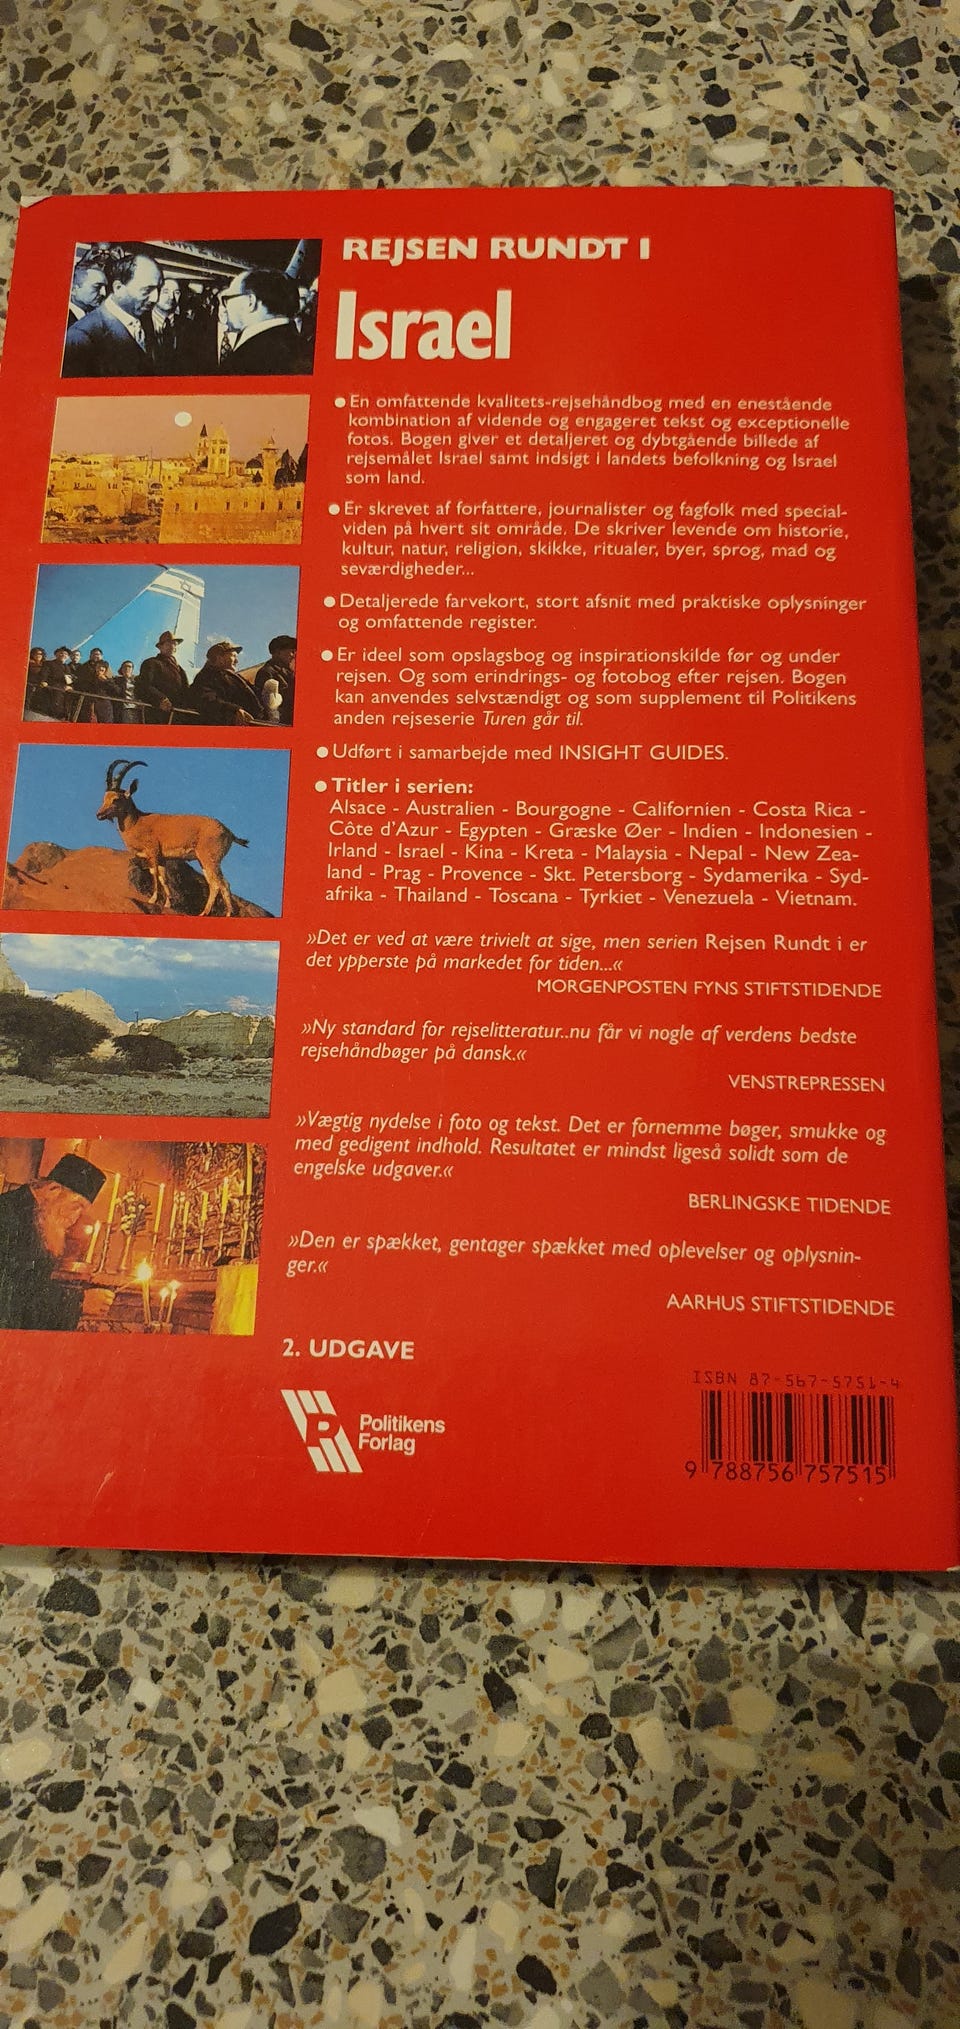 REJSEN RUNDT I
Israel
● En omfattende kvalitets-rejsehåndbog med en enestående
kombination af vidende og engageret tekst og exceptionelle
fotos. Bogen giver et detaljeret og dybtgående billede af
rejsemålet Israel samt indsigt i landets befolkning og Israel
som land.
● Er skrevet af forfattere, journalister og fagfolk med special-
viden på hvert sit område. De skriver levende om historie,
kultur, natur, religion, skikke, ritualer, byer, sprog, mad og
seværdigheder...
● Detaljerede farvekort, stort afsnit med praktiske oplysninger
og omfattende register.
● Er ideel som opslagsbog og inspirationskilde før og under
rejsen. Og som erindrings- og fotobog efter rejsen. Bogen
kan anvendes selvstændigt og som supplement til Politikens
anden rejseserie Turen går til.
● Udført i samarbejde med INSIGHT GUIDES.
● Titler i serien:
Alsace - Australien - Bourgogne - Californien - Costa Rica -
Côte d'Azur - Egypten - Græske Øer - Indien - Indonesien -
Irland - Israel - Kina - Kreta - Malaysia - Nepal - New Zea-
land - Prag - Provence - Skt. Petersborg - Sydamerika - Syd-
afrika - Thailand - Toscana - Tyrkiet - Venezuela - Vietnam.
»Det er ved at være trivielt at sige, men serien Rejsen Rundt i er
det ypperste på markedet for tiden...«
MORGENPOSTEN FYNS STIFTSTIDENDE
»Ny standard for rejselitteratur..nu får vi nogle af verdens bedste
rejsehåndbøger på dansk.«
VENSTREPRESSEN
»Vægtig nydelse i foto og tekst. Det er fornemme bøger, smukke og
med gedigent indhold. Resultatet er mindst ligeså solidt som de
engelske udgaver.«
BERLINGSKE TIDENDE
»Den er spækket, gentager spækket med oplevelser og oplysnin-
ger.«
AARHUS STIFTSTIDENDE
2. UDGAVE
Politikens
Forlag
ISBN 87-567-5751-4
9 788756 757515